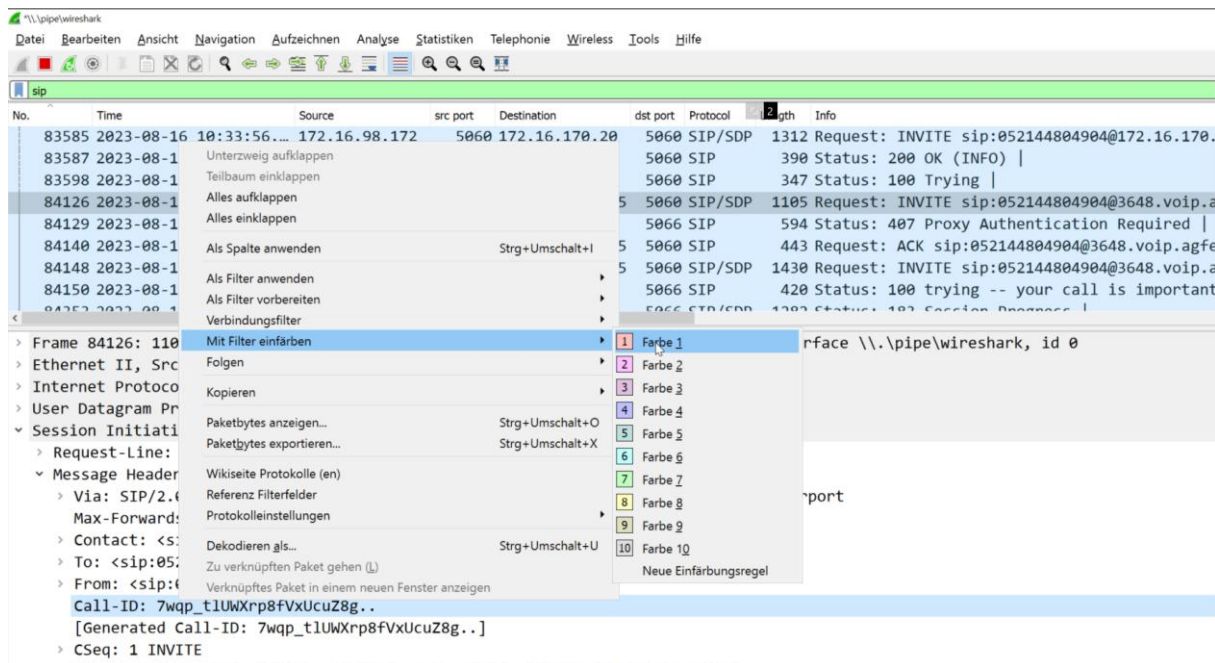 *\\.\pipe\wireshark
Datei Bearbeiten Ansicht Navigation Aufzeichnen Analyse Statistiken Telephonie Wireless Tools Hilfe
sip
No. Time Source src port Destination dst port Protocol 2 gth Info
83585 2023-08-16 10:33:56... 172.16.98.172 5060 172.16.170.20 5060 SIP/SDP 1312 Request: INVITE sip:052144804904@172.16.170.
83587 2023-08-1 5060 SIP 390 Status: 200 OK (INFO) |
83598 2023-08-1 5060 SIP 347 Status: 100 Trying |
84126 2023-08-1 5 5060 SIP/SDP 1105 Request: INVITE sip:052144804904@3648.voip.a
84129 2023-08-1 5066 SIP 594 Status: 407 Proxy Authentication Required |
84140 2023-08-1 5 5060 SIP 443 Request: ACK sip:052144804904@3648.voip.agfe
84148 2023-08-1 5 5060 SIP/SDP 1430 Request: INVITE sip:052144804904@3648.voip.a
84150 2023-08-1 5066 SIP 420 Status: 100 trying -- your call is important
Unterzweig aufklappen
Teilbaum einklappen
Alles aufklappen
Alles einklappen
Als Spalte anwenden Strg+Umschalt+I
Als Filter anwenden
Als Filter vorbereiten
Verbindungsfilter
Mit Filter einfärben
Folgen
Kopieren
Paketbytes anzeigen... Strg+Umschalt+O
Paketbytes exportieren... Strg+Umschalt+X
Wikiseite Protokolle (en)
Referenz Filterfelder
Protokolleinstellungen
Dekodieren als... Strg+Umschalt+U
Zu verknüpften Paket gehen (L)
Verknüpftes Paket in einem neuen Fenster anzeigen
1 Farbe 1
2 Farbe 2
3 Farbe 3
4 Farbe 4
5 Farbe 5
6 Farbe 6
7 Farbe 7
8 Farbe 8
9 Farbe 9
10 Farbe 10
Neue Einfärbungsregel
Frame 84126: 110 rface \\.\pipe\wireshark, id 0
Ethernet II, Src
Internet Protoco
User Datagram Pr
Session Initiati
Request-Line:
Message Header
Via: SIP/2.0 rport
Max-Forwards
Contact: <s
To: <sip:052
From: <sip:
Call-ID: 7wqp_tlUWXrp8fVxUcuZ8g..
[Generated Call-ID: 7wqp_tlUWXrp8fVxUcuZ8g..]
CSeq: 1 INVITE